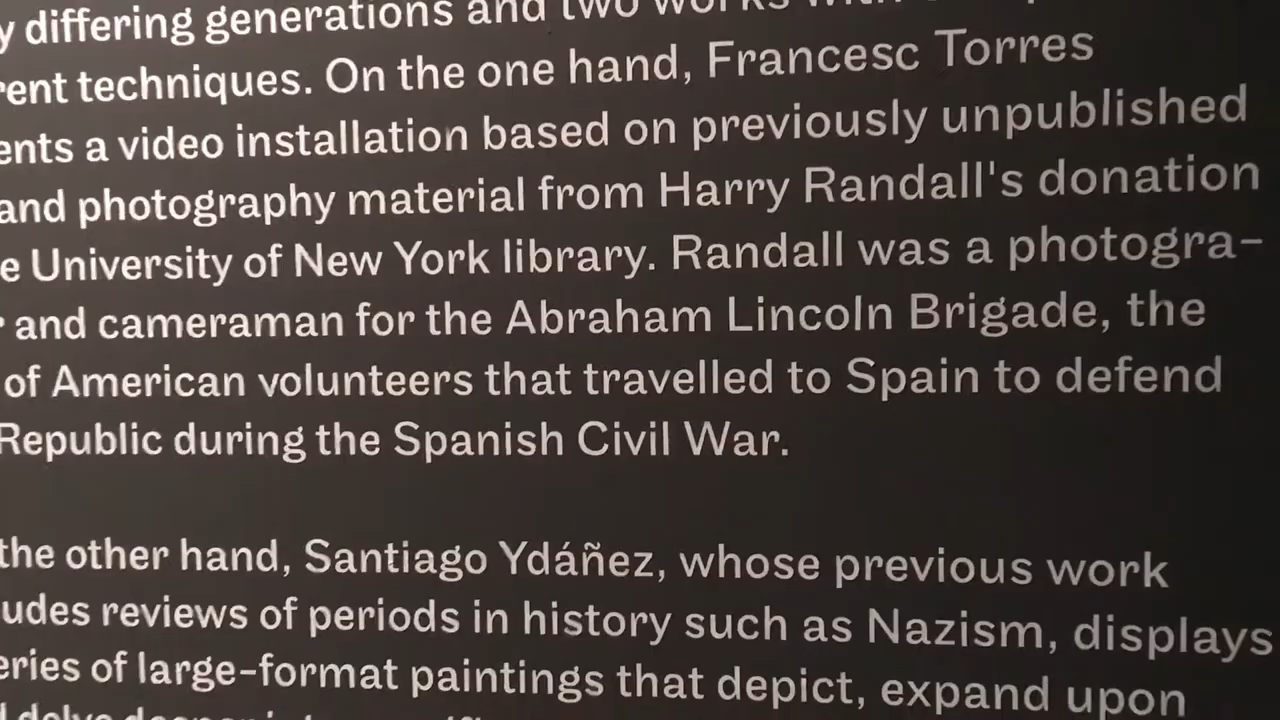 y differing generations and two works with
rent techniques. On the one hand, Francesc Torres
ents a video installation based on previously unpublished
and photography material from Harry Randall's donation
e University of New York library. Randall was a photogra-
r and cameraman for the Abraham Lincoln Brigade, the
of American volunteers that travelled to Spain to defend
Republic during the Spanish Civil War.
the other hand, Santiago Ydáñez, whose previous work
udes reviews of periods in history such as Nazism, displays
eries of large-format paintings that depict, expand upon
delve deeper